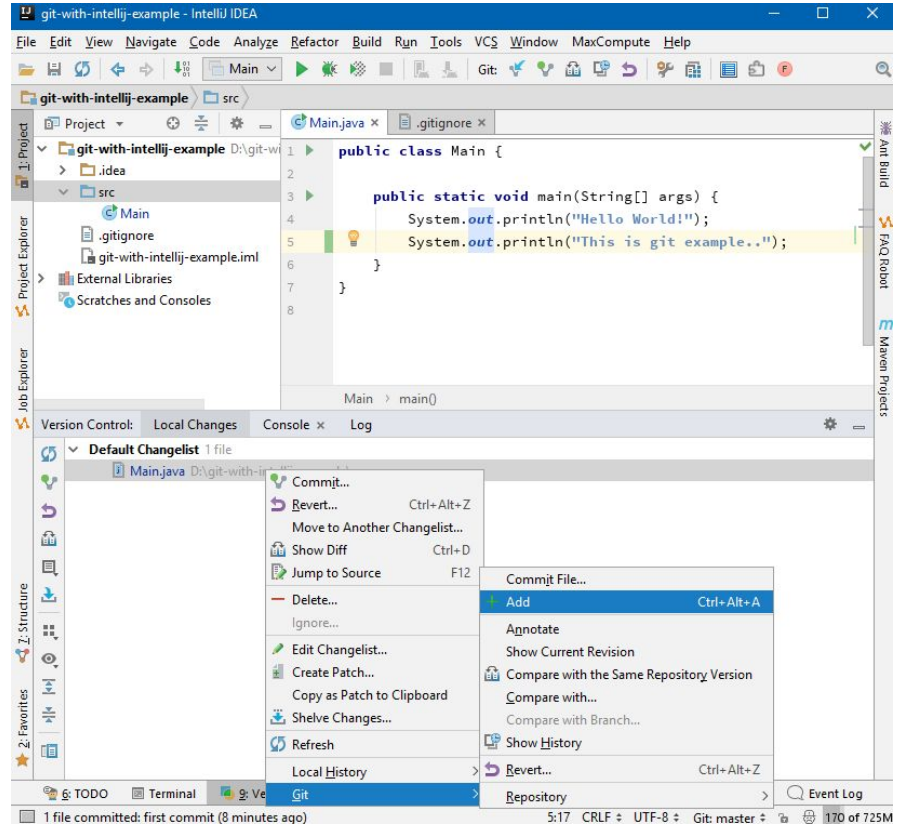 git-with-intellij-example - IntelliJ IDEA
File Edit View Navigate Code Analyze Refactor Build Run Tools VCS Window MaxCompute Help
Main Git:
git-with-intellij-example src
Project
Main.java × .gitignore ×
1: Project
Project Explorer
Job Explorer
git-with-intellij-example D:\git-wi
.idea
src
Main
.gitignore
git-with-intellij-example.iml
External Libraries
Scratches and Consoles
1 public class Main {
2
3 public static void main(String[] args) {
4 System.out.println("Hello World!");
5 System.out.println("This is git example..");
6 }
7 }
8
Main > main()
Ant Build
FAQ Robot
Maven Projects
Version Control: Local Changes Console × Log
Default Changelist 1 file
Main.java
Commit...
Revert... Ctrl+Alt+Z
Move to Another Changelist...
Show Diff Ctrl+D
Jump to Source F12
Delete...
Ignore...
Edit Changelist...
Create Patch...
Copy as Patch to Clipboard
Shelve Changes...
Refresh
Local History >
Git >
Commit File...
Add Ctrl+Alt+A
Annotate
Show Current Revision
Compare with the Same Repository Version
Compare with...
Compare with Branch...
Show History
Revert... Ctrl+Alt+Z
Repository >
7: Structure
2: Favorites
6: TODO Terminal 9: Ve Event Log
1 file committed: first commit (8 minutes ago) 5:17 CRLF UTF-8 Git: master 170 of 725M